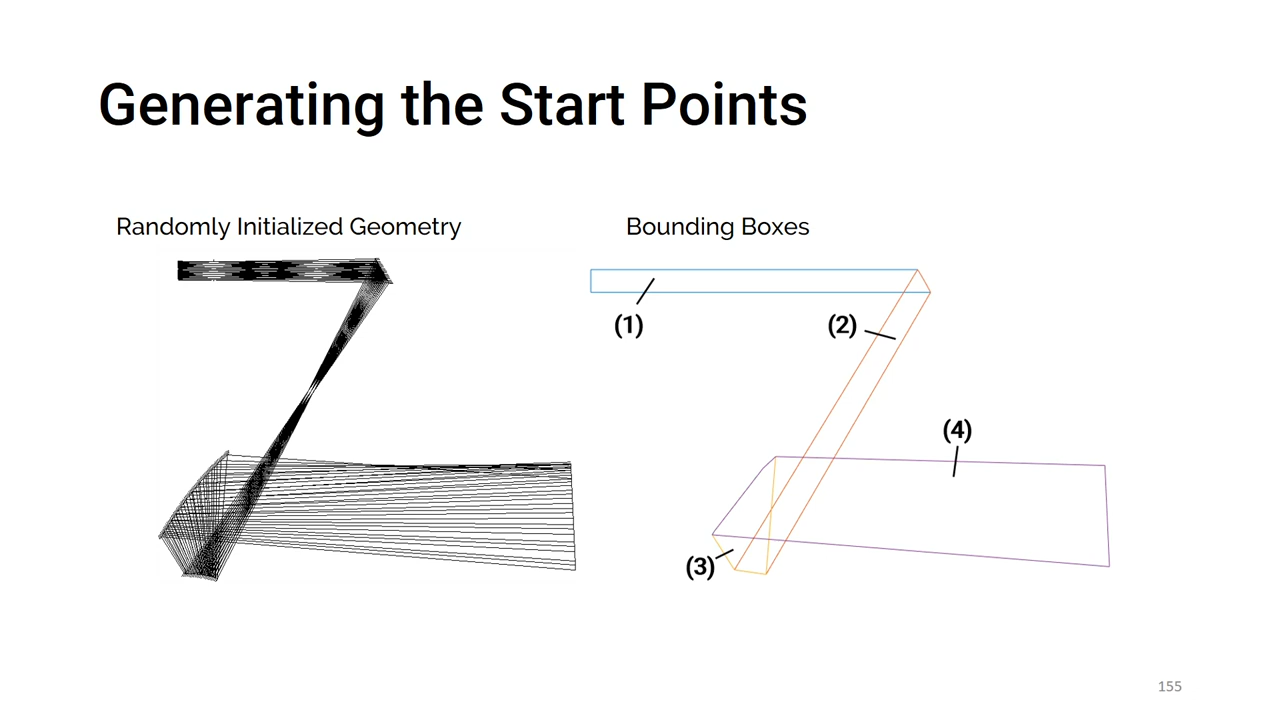 Generating the Start Points
Randomly Initialized Geometry
Bounding Boxes
(1)
(2)
(4)
(3)
155